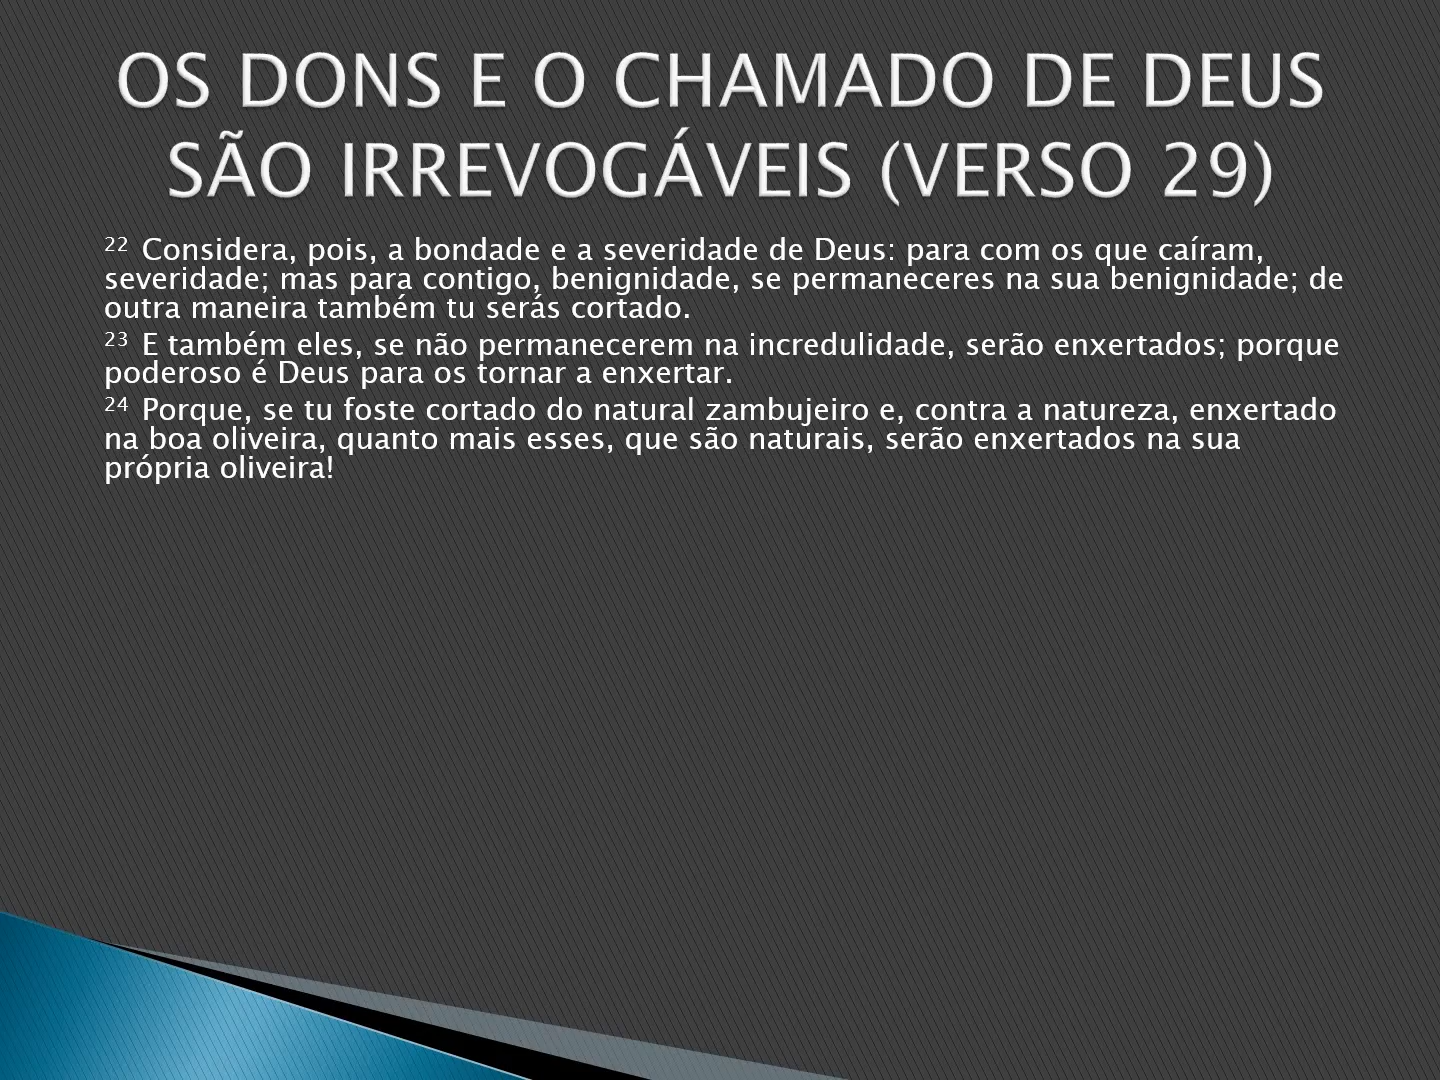 OS DONS E O CHAMADO DE DEUS
SÃO IRREVOGÁVEIS (VERSO 29)
22 Considera, pois, a bondade e a severidade de Deus: para com os que caíram,
severidade; mas para contigo, benignidade, se permaneceres na sua benignidade; de
outra maneira também tu serás cortado.
23 E também eles, se não permanecerem na incredulidade, serão enxertados; porque
poderoso é Deus para os tornar a enxertar.
24 Porque, se tu foste cortado do natural zambujeiro e, contra a natureza, enxertado
na boa oliveira, quanto mais esses, que são naturais, serão enxertados na sua
própria oliveira!